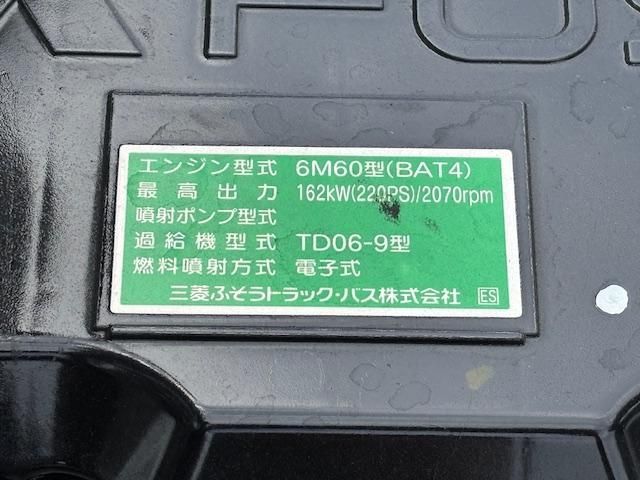 エンジン型式 6M60型(BAT4)
最高出力 162kW(220PS)/2070rpm
噴射ポンプ型式
過給機型式 TD06-9型
燃料噴射方式 電子式
三菱ふそうトラック・バス株式会社 ES